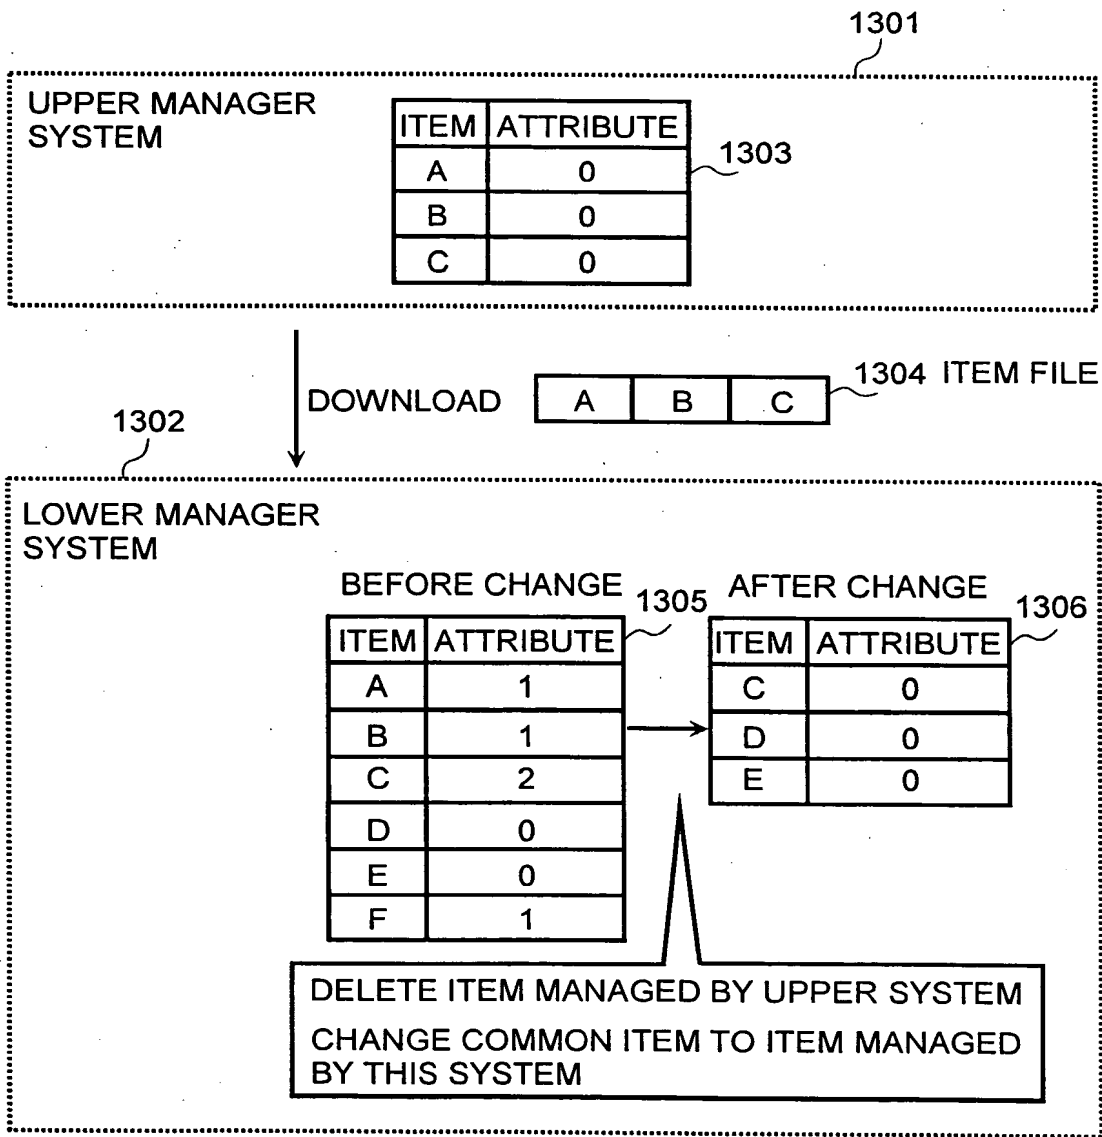 1301
UPPER MANAGER
SYSTEM
ITEM ATTRIBUTE
1303
A 0
B 0
C 0
DOWNLOAD
A B C
1304 ITEM FILE
1302
LOWER MANAGER
SYSTEM
BEFORE CHANGE
1305
ITEM ATTRIBUTE
A 1
B 1
C 2
D 0
E 0
F 1
AFTER CHANGE
1306
ITEM ATTRIBUTE
C 0
D 0
E 0
DELETE ITEM MANAGED BY UPPER SYSTEM
CHANGE COMMON ITEM TO ITEM MANAGED
BY THIS SYSTEM